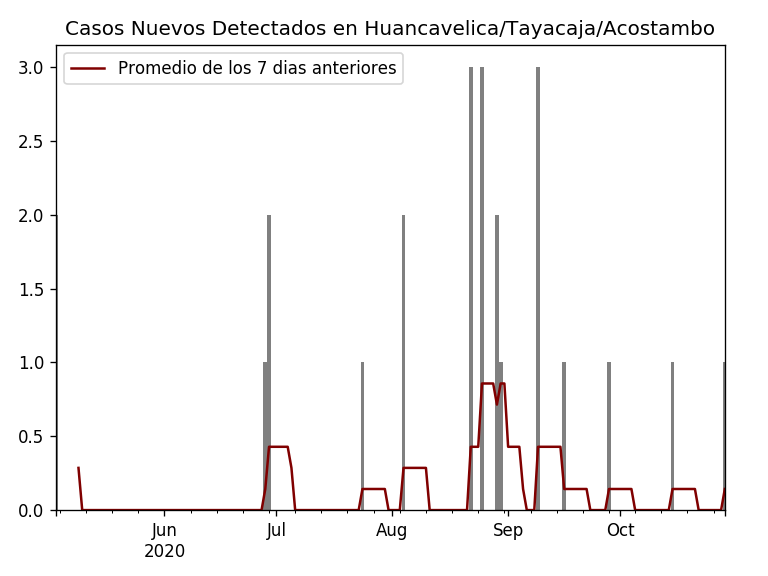 Casos Nuevos Detectados en Huancavelica/Tayacaja/Acostambo
Promedio de los 7 dias anteriores
3.0
2.5
2.0
1.5
1.0
0.5
0.0
Jun
2020
Jul
Aug
Sep
Oct